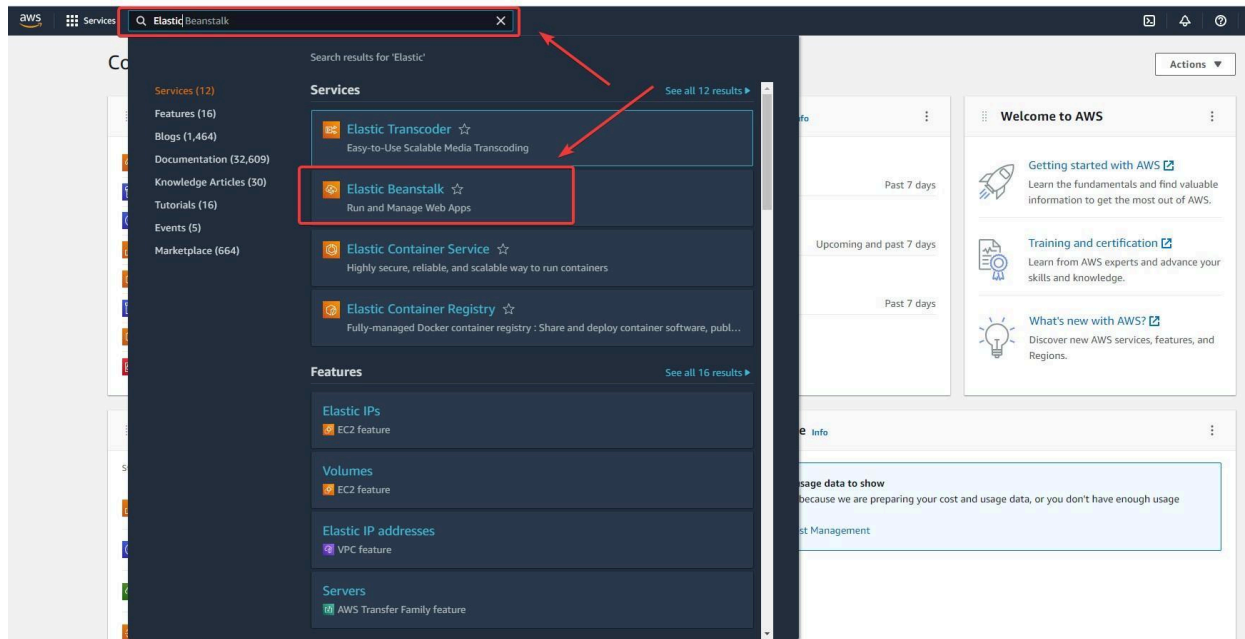 aws
Services
Elastic Beanstalk
Search results for 'Elastic'
Services (12)
Features (16)
Blogs (1,464)
Documentation (32,609)
Knowledge Articles (30)
Tutorials (16)
Events (5)
Marketplace (664)
Services
See all 12 results
Elastic Transcoder
Easy-to-Use Scalable Media Transcoding
Elastic Beanstalk
Run and Manage Web Apps
Elastic Container Service
Highly secure, reliable, and scalable way to run containers
Elastic Container Registry
Fully-managed Docker container registry : Share and deploy container software, publ...
Features
See all 16 results
Elastic IPs
EC2 feature
Volumes
EC2 feature
Elastic IP addresses
VPC feature
Servers
AWS Transfer Family feature
Actions
Past 7 days
Upcoming and past 7 days
Past 7 days
Welcome to AWS
Getting started with AWS
Learn the fundamentals and find valuable
information to get the most out of AWS.
Training and certification
Learn from AWS experts and advance your
skills and knowledge.
What's new with AWS?
Discover new AWS services, features, and
Regions.
Info
usage data to show
because we are preparing your cost and usage data, or you don't have enough usage
Management